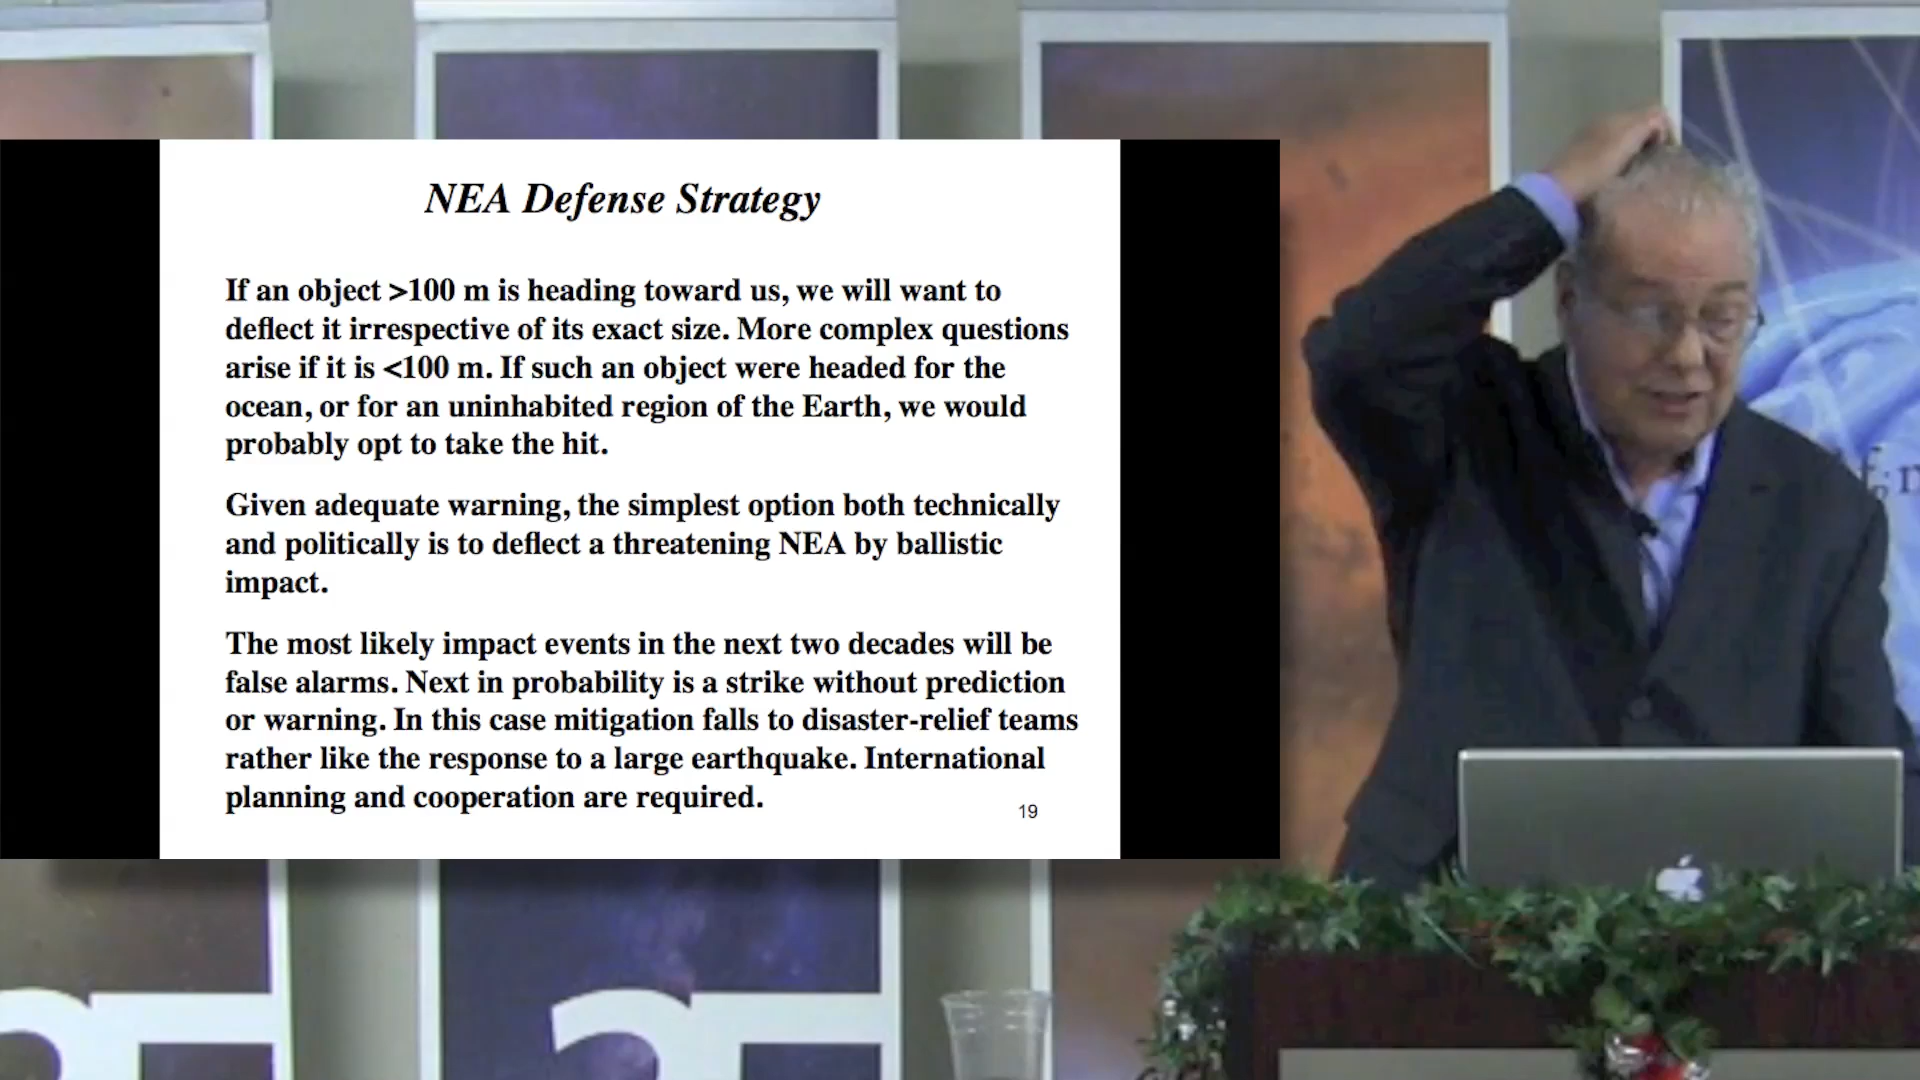 NEA Defense Strategy
If an object >100 m is heading toward us, we will want to
deflect it irrespective of its exact size. More complex questions
arise if it is <100 m. If such an object were headed for the
ocean, or for an uninhabited region of the Earth, we would
probably opt to take the hit.
Given adequate warning, the simplest option both technically
and politically is to deflect a threatening NEA by ballistic
impact.
The most likely impact events in the next two decades will be
false alarms. Next in probability is a strike without prediction
or warning. In this case mitigation falls to disaster-relief teams
rather like the response to a large earthquake. International
planning and cooperation are required.
19